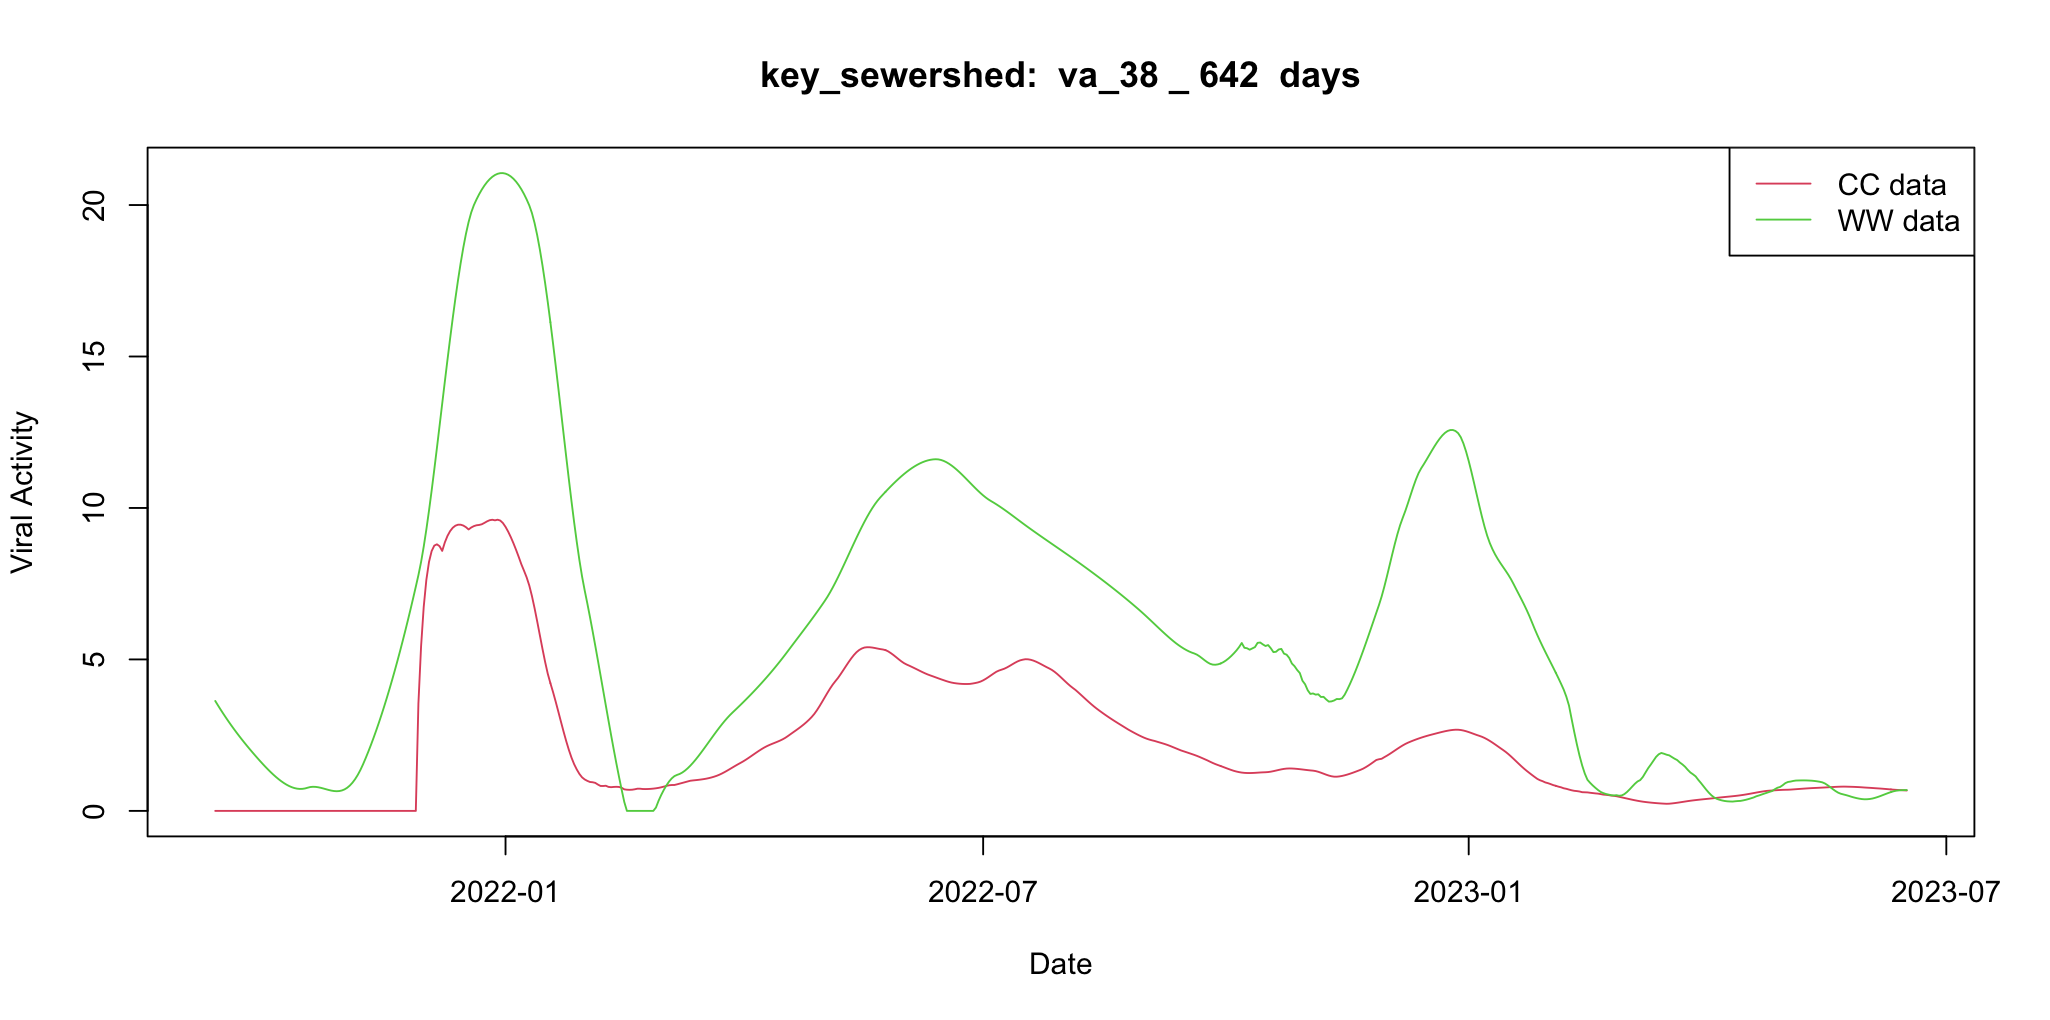 key_sewershed:  va_38 _ 642  days
CC data
WW data
Viral Activity
20
15
10
5
0
2022-01
2022-07
2023-01
2023-07
Date